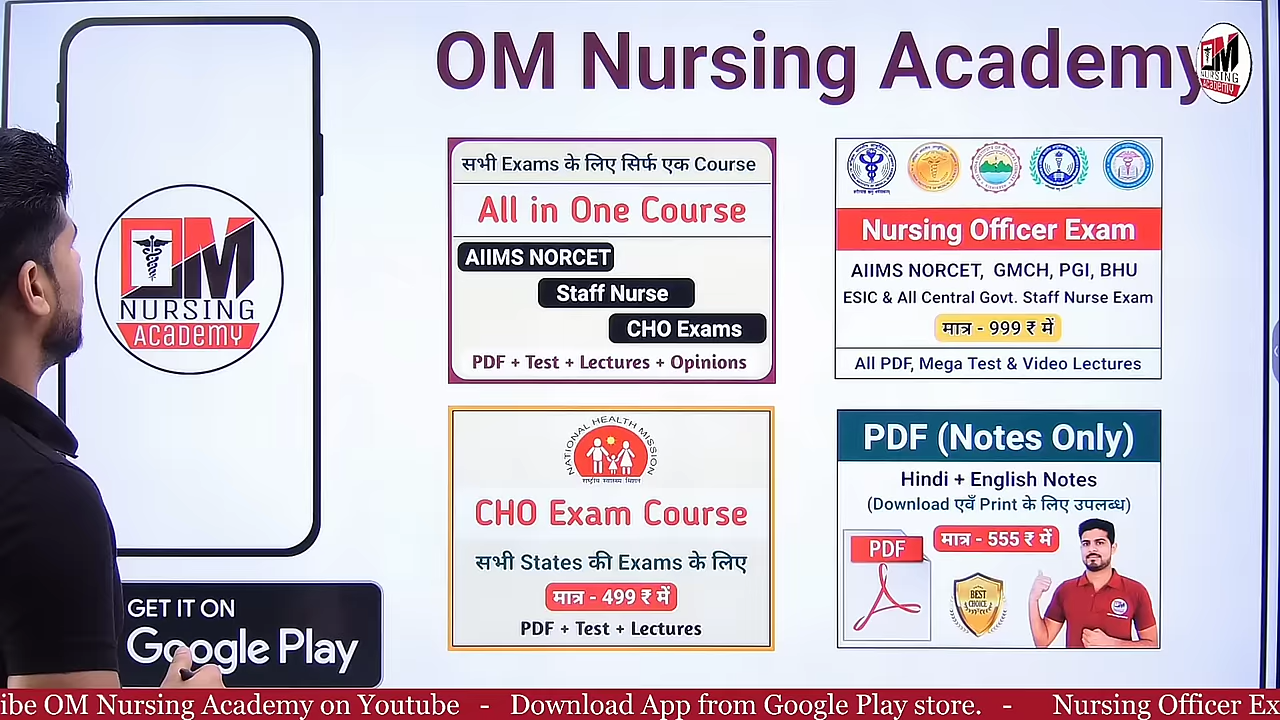 OM Nursing Academy
OM
NURSING
ACADEMY
OM
NURSING
ACADEMY
सभी Exams के लिए सिर्फ एक Course
All in One Course
AIIMS NORCET
Staff Nurse
CHO Exams
PDF + Test + Lectures + Opinions
Nursing Officer Exam
AIIMS NORCET, GMCH, PGI, BHU
ESIC & All Central Govt. Staff Nurse Exam
मात्र - 999 ₹ में
All PDF, Mega Test & Video Lectures
NATIONAL HEALTH MISSION
राष्ट्रीय स्वास्थ्य मिशन
CHO Exam Course
सभी States की Exams के लिए
मात्र - 499 ₹ में
PDF + Test + Lectures
PDF (Notes Only)
Hindi + English Notes
(Download एवँ Print के लिए उपलब्ध)
मात्र - 555 ₹ में
PDF
BEST
CHOICE
GET IT ON
Google Play
ibe OM Nursing Academy on Youtube - Download App from Google Play store. - Nursing Officer Ex